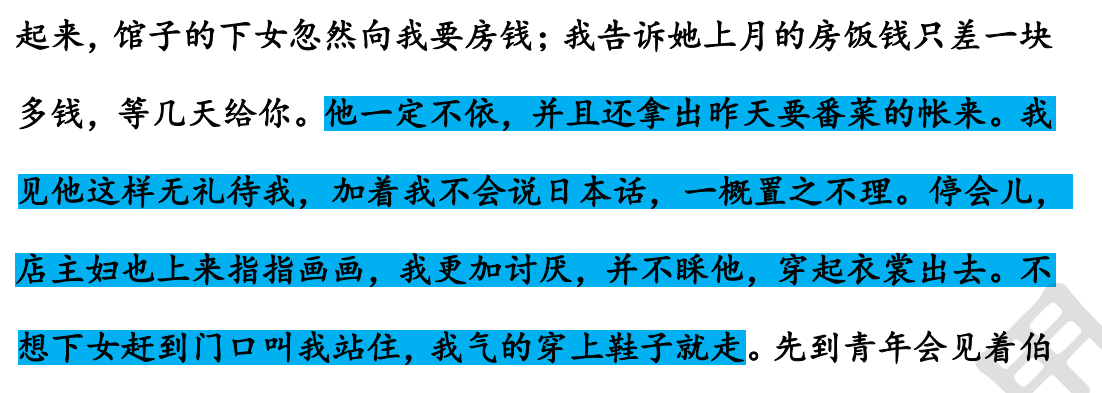 起来，馆子的下女忽然向我要房钱；我告诉她上月的房饭钱只差一块
多钱，等几天给你。他一定不依，并且还拿出昨天要番菜的帐来。我
见他这样无礼待我，加着我不会说日本话，一概置之不理。停会儿，
店主妇也上来指指画画，我更加讨厌，并不睬他，穿起衣裳出去。不
想下女赶到门口叫我站住，我气的穿上鞋子就走。先到青年会见着伯